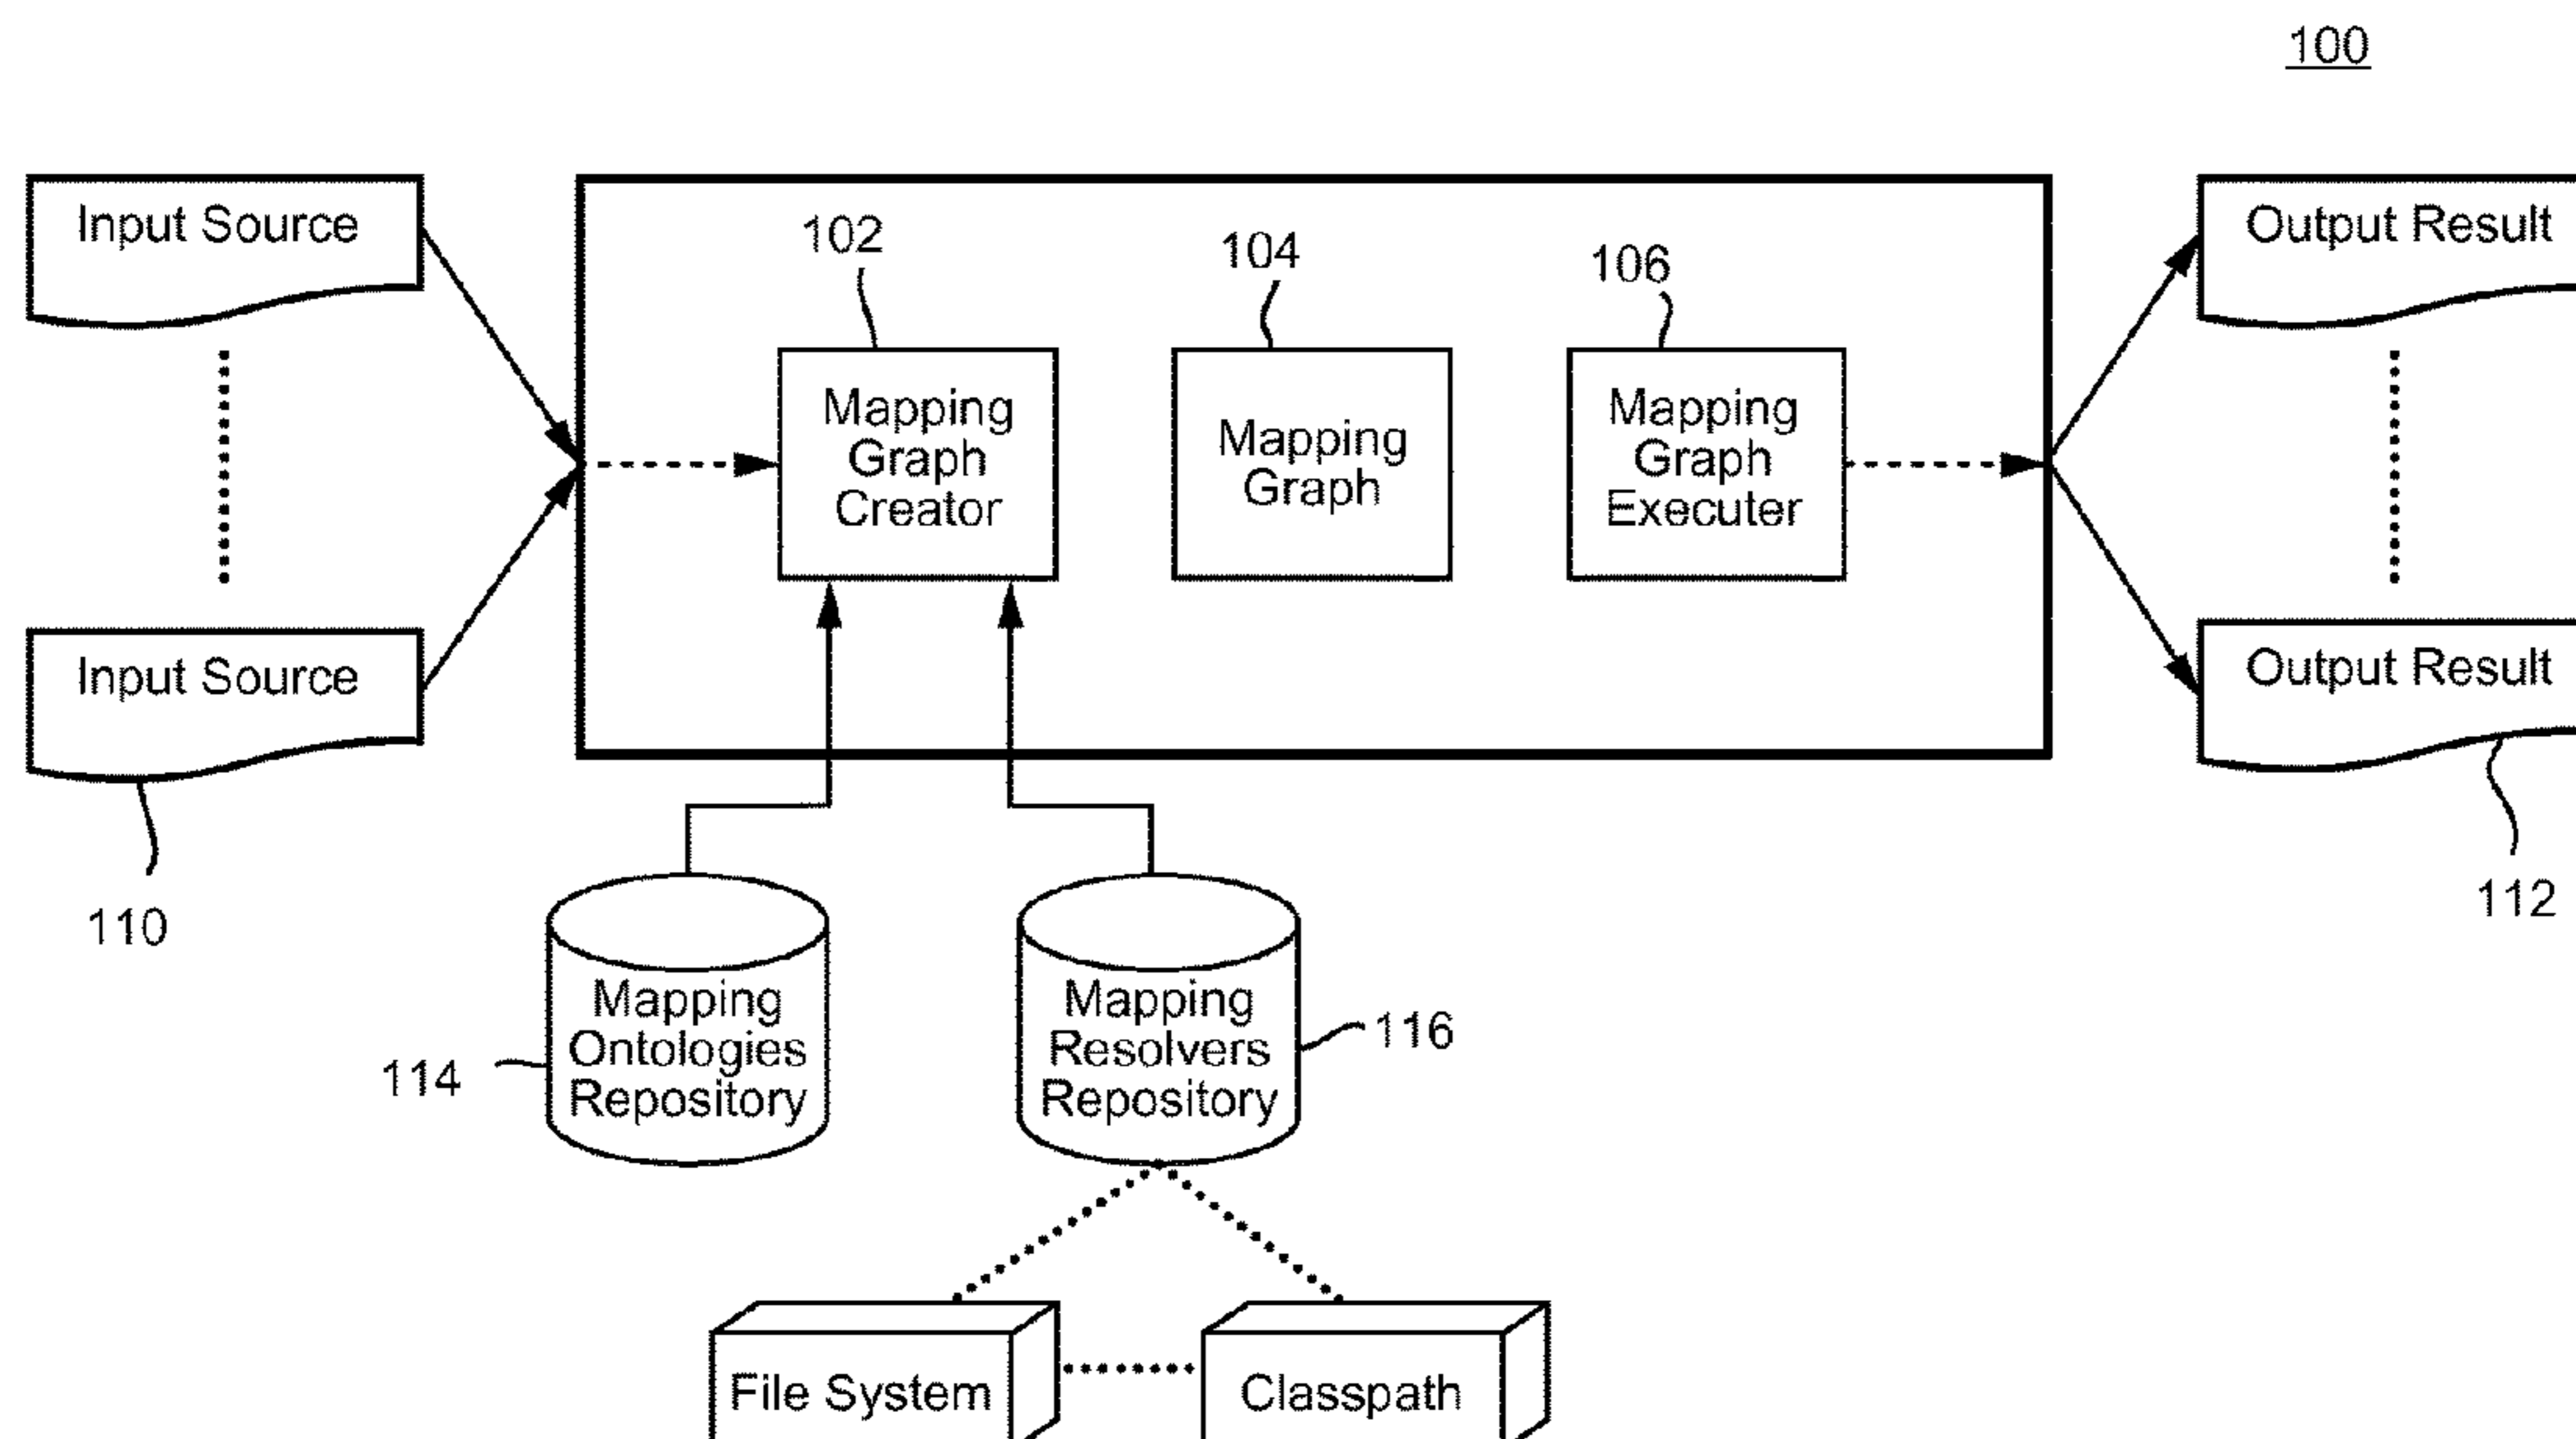 100
Input Source
Output Result
102
104
106
Mapping
Graph
Creator
Mapping
Graph
Mapping
Graph
Executer
Input Source
Output Result
110
112
Mapping
Ontologies
Repository
114
Mapping
Resolvers
Repository
116
File System
Classpath